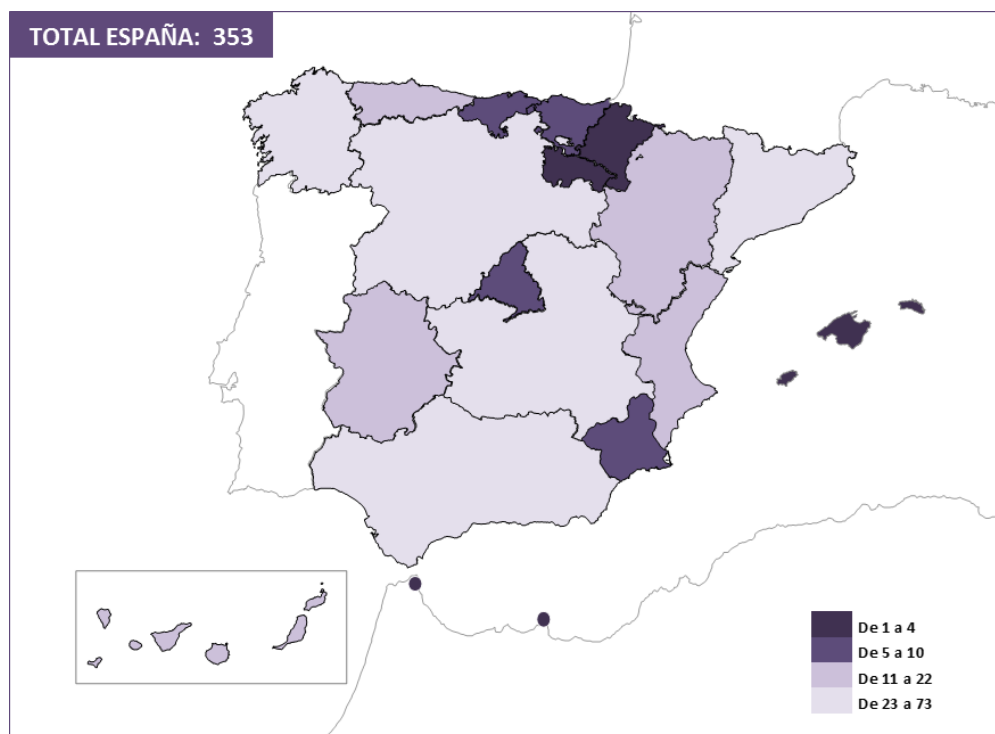 TOTAL ESPAÑA: 353
De 1 a 4
De 5 a 10
De 11 a 22
De 23 a 73